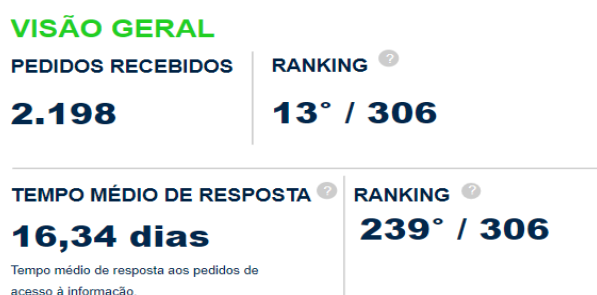 VISÃO GERAL
PEDIDOS RECEBIDOS
2.198
RANKING ?
13° / 306
TEMPO MÉDIO DE RESPOSTA ?
16,34 dias
Tempo médio de resposta aos pedidos de
acesso à informação.
RANKING ?
239° / 306